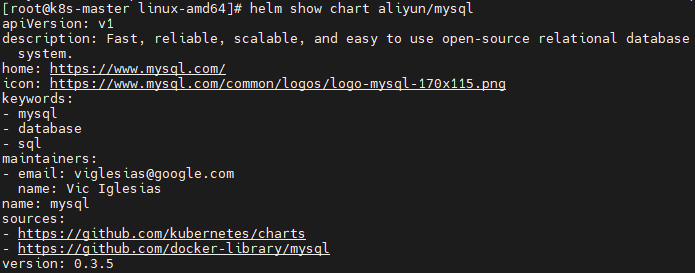 [root@k8s-master linux-amd64]# helm show chart aliyun/mysql
apiVersion: v1
description: Fast, reliable, scalable, and easy to use open-source relational database
  system.
home: https://www.mysql.com/
icon: https://www.mysql.com/common/logos/logo-mysql-170x115.png
keywords:
- mysql
- database
- sql
maintainers:
- email: viglesias@google.com
  name: Vic Iglesias
name: mysql
sources:
- https://github.com/kubernetes/charts
- https://github.com/docker-library/mysql
version: 0.3.5